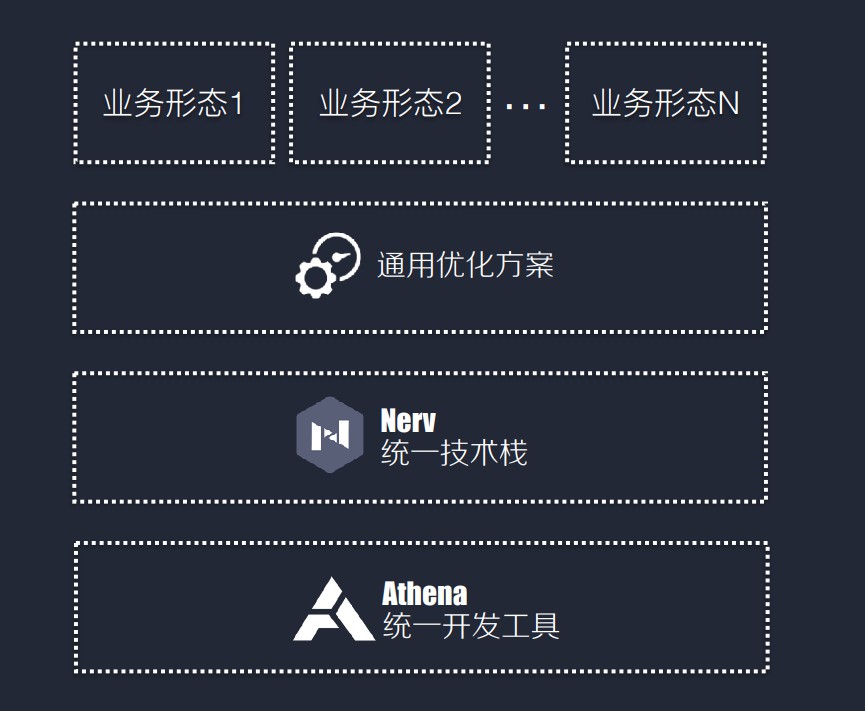 业务形态1
业务形态2
...
业务形态N
通用优化方案
Nerv
统一技术栈
Athena
统一开发工具